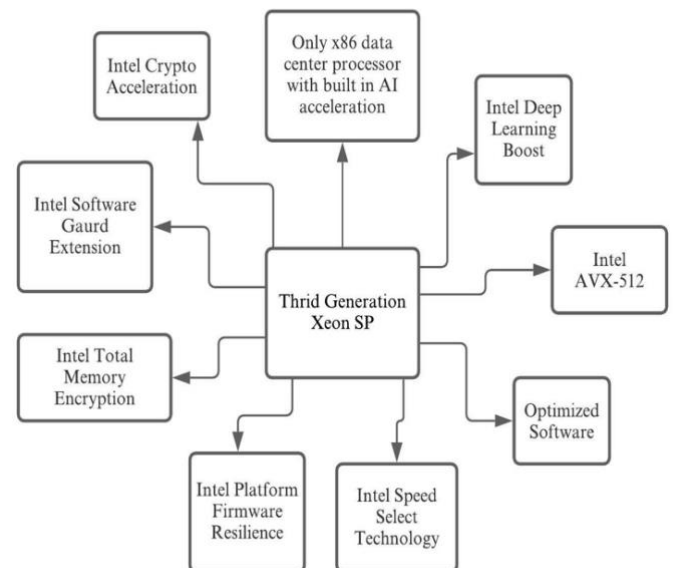 Only x86 data
center processor
with built in AI
acceleration
Intel Crypto
Acceleration
Intel Deep
Learning
Boost
Intel Software
Gaurd
Extension
Intel
AVX-512
Thrid Generation
Xeon SP
Intel Total
Memory
Encryption
Optimized
Software
Intel Platform
Firmware
Resilience
Intel Speed
Select
Technology